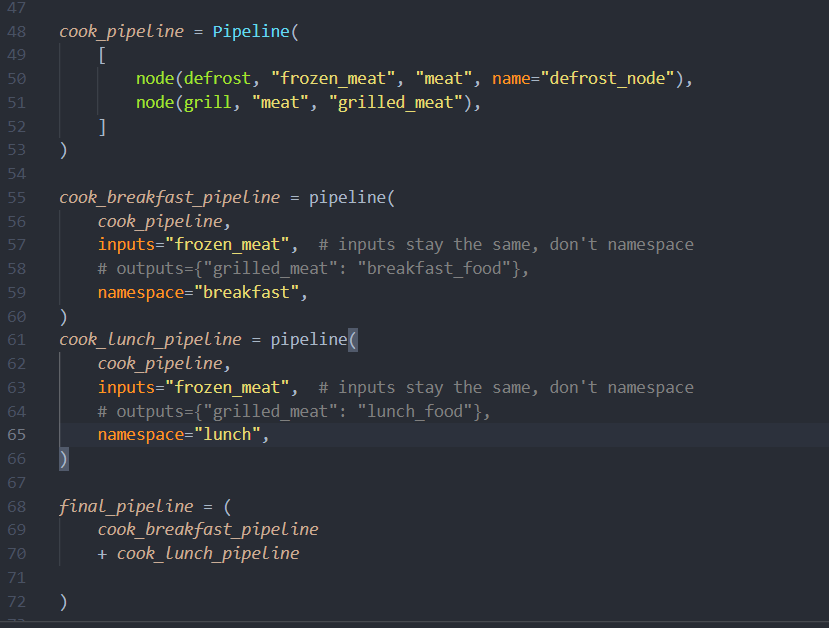 47
48 cook_pipeline = Pipeline(
49     [
50         node(defrost, "frozen_meat", "meat", name="defrost_node"),
51         node(grill, "meat", "grilled_meat"),
52     ]
53 )
54
55 cook_breakfast_pipeline = pipeline(
56     cook_pipeline,
57     inputs="frozen_meat",  # inputs stay the same, don't namespace
58     # outputs={"grilled_meat": "breakfast_food"},
59     namespace="breakfast",
60 )
61 cook_lunch_pipeline = pipeline(
62     cook_pipeline,
63     inputs="frozen_meat",  # inputs stay the same, don't namespace
64     # outputs={"grilled_meat": "lunch_food"},
65     namespace="lunch",
66 )
67
68 final_pipeline = (
69     cook_breakfast_pipeline
70     + cook_lunch_pipeline
71
72 )